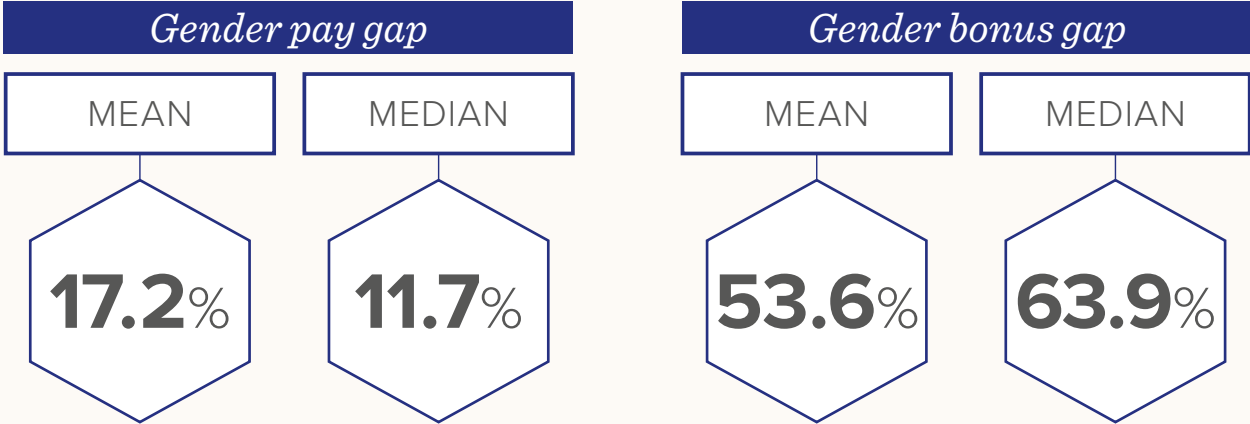 Gender pay gap
MEAN
MEDIAN
17.2%
11.7%
Gender bonus gap
MEAN
MEDIAN
53.6%
63.9%